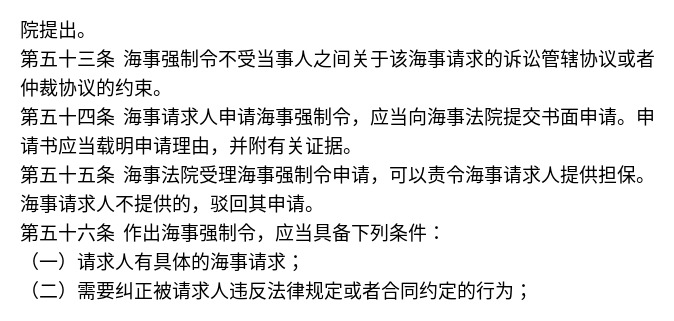 院提出。
第五十三条 海事强制令不受当事人之间关于该海事请求的诉讼管辖协议或者
仲裁协议的约束。
第五十四条 海事请求人申请海事强制令，应当向海事法院提交书面申请。申
请书应当载明申请理由，并附有关证据。
第五十五条 海事法院受理海事强制令申请，可以责令海事请求人提供担保。
海事请求人不提供的，驳回其申请。
第五十六条 作出海事强制令，应当具备下列条件：
（一）请求人有具体的海事请求；
（二）需要纠正被请求人违反法律规定或者合同约定的行为；